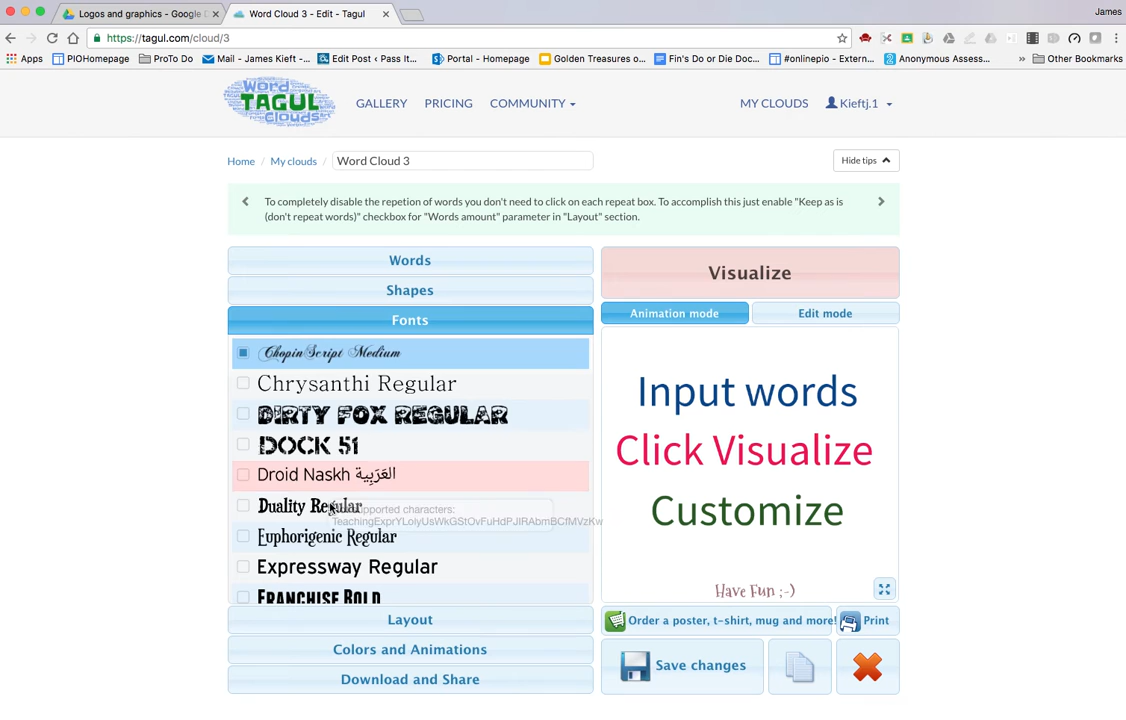 Logos and graphics - Google D
Word Cloud 3 - Edit - Tagul
James
https://tagul.com/cloud/3
Apps
PIOHomepage
ProTo Do
Mail - James Kieft -...
Edit Post ‹ Pass It...
Portal - Homepage
Golden Treasures o...
Fin's Do or Die Doc...
#onlinepio - Extern...
Anonymous Assess...
»
Other Bookmarks
Word
TAGUL
Clouds
GALLERY
PRICING
COMMUNITY
MY CLOUDS
Kieftj.1
Home / My clouds /
Word Cloud 3
Hide tips
To completely disable the repetion of words you don't need to click on each repeat box. To accomplish this just enable "Keep as is
(don't repeat words)" checkbox for "Words amount" parameter in "Layout" section.
Words
Shapes
Fonts
ChopinScript Medium
Chrysanthi Regular
DIRTY FOX REGULAR
DOCK 51
Droid Naskh العَرَبِية
Duality Regular
supported characters:
Euphorigenic Regular
Expressway Regular
FRANCHISE BOLD
Layout
Colors and Animations
Download and Share
Visualize
Animation mode
Edit mode
Input words
Click Visualize
Customize
Have Fun ;-)
Order a poster, t-shirt, mug and more!
Print
Save changes